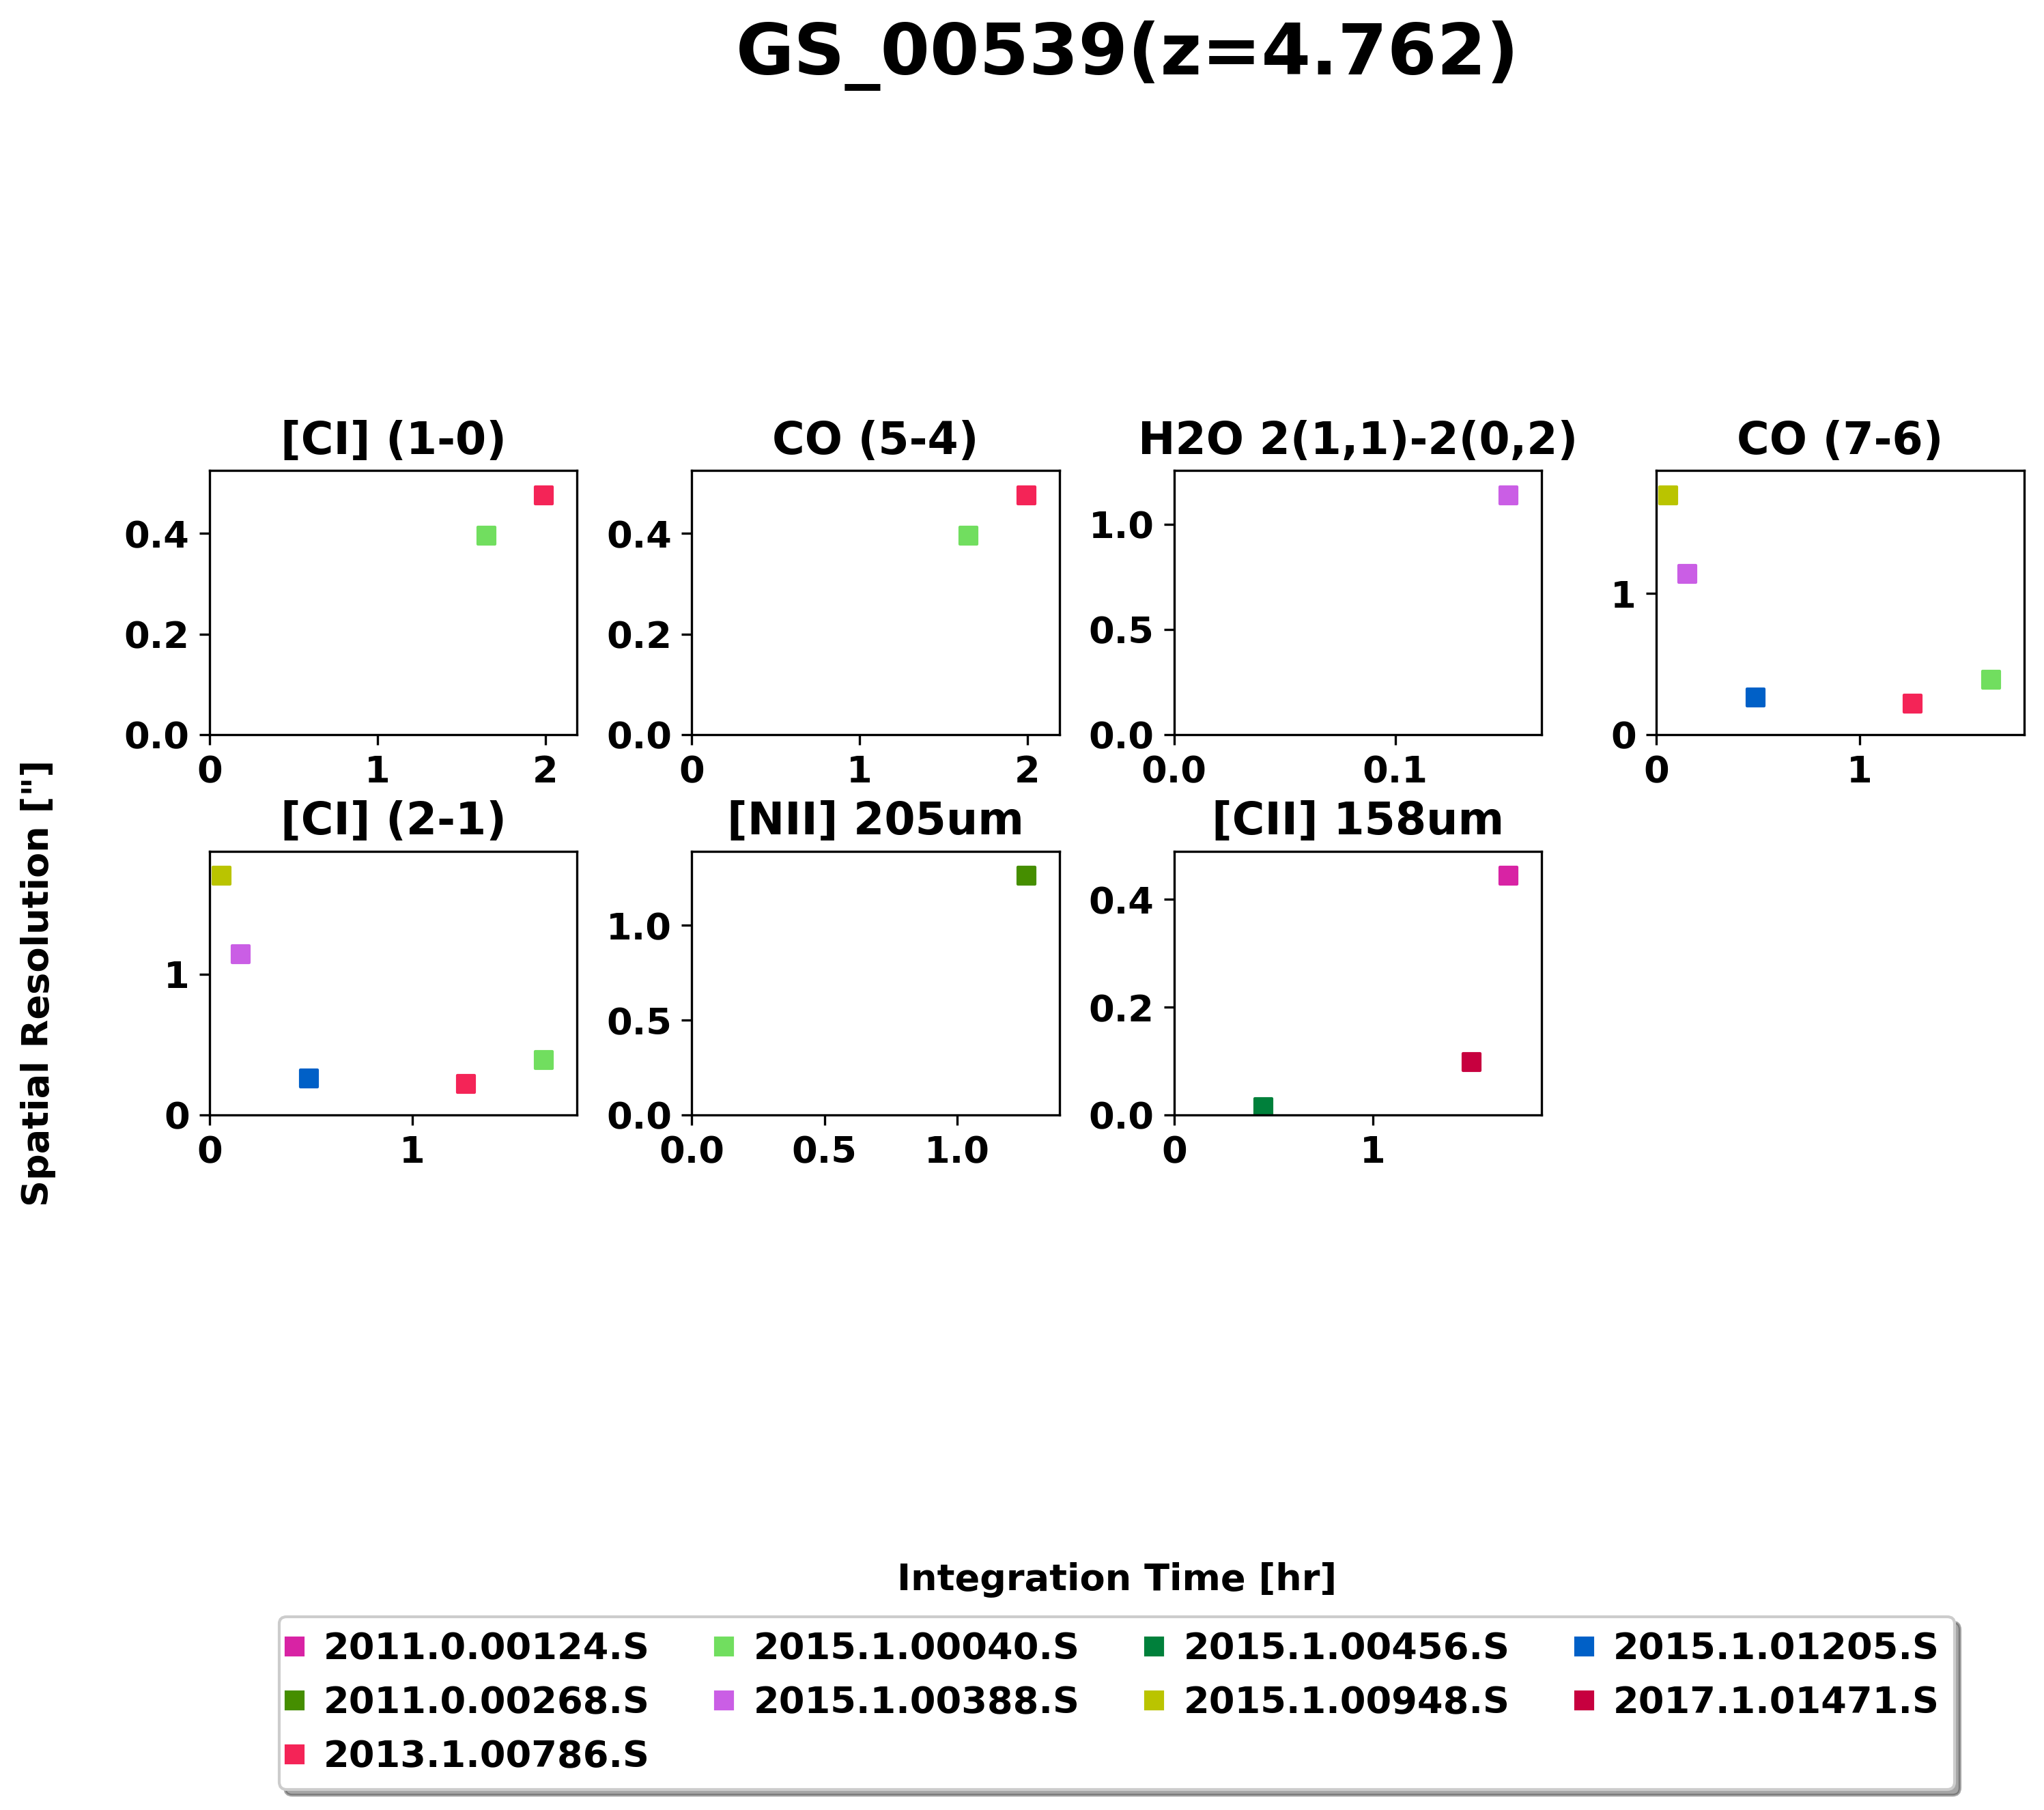 GS_00539(z=4.762)
[CI] (1-0)
CO (5-4)
H2O 2(1,1)-2(0,2)
CO (7-6)
0.4
0.2
0.0
0 1 2
0.4
0.2
0.0
0 1 2
1.0
0.5
0.0
0.0 0.1
1
0
0 1
[CI] (2-1)
[NII] 205um
[CII] 158um
1
0
0 1
1.0
0.5
0.0
0.0 0.5 1.0
0.4
0.2
0.0
0 1
Spatial Resolution ["]
Integration Time [hr]
2011.0.00124.S
2011.0.00268.S
2013.1.00786.S
2015.1.00040.S
2015.1.00388.S
2015.1.00456.S
2015.1.00948.S
2015.1.01205.S
2017.1.01471.S